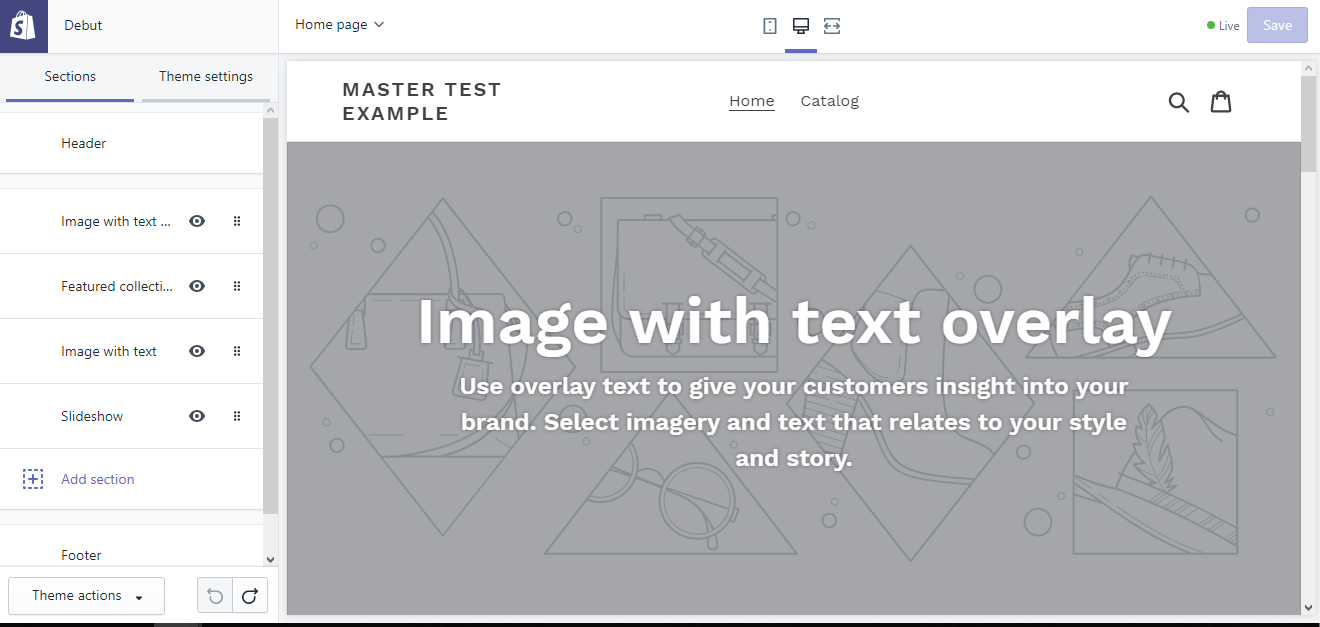 Debut
Home page
Live
Save
Sections
Theme settings
Header
Image with text ...
Featured collecti...
Image with text
Slideshow
Add section
Footer
Theme actions
MASTER TEST
EXAMPLE
Home
Catalog
Image with text overlay
Use overlay text to give your customers insight into your
brand. Select imagery and text that relates to your style
and story.